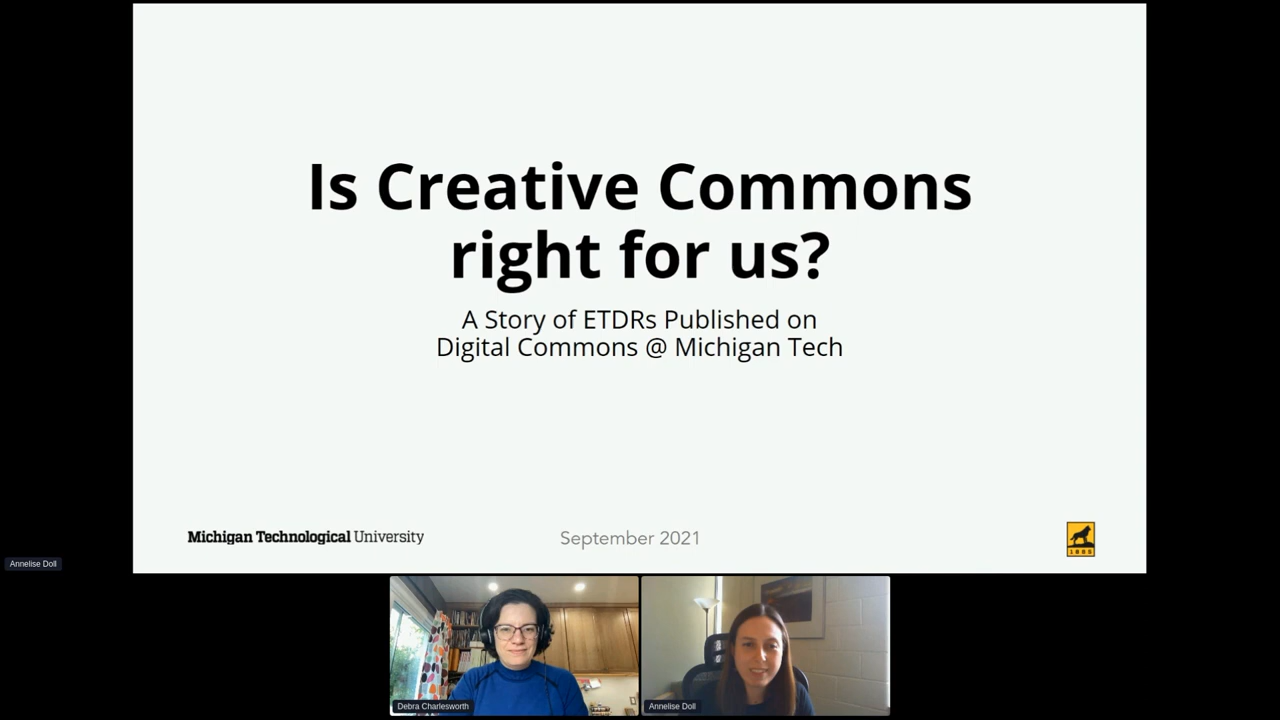 Is Creative Commons
right for us?
A Story of ETDRs Published on
Digital Commons @ Michigan Tech
Michigan Technological University
September 2021
1885
Annelise Doll
Debra Charlesworth
Annelise Doll